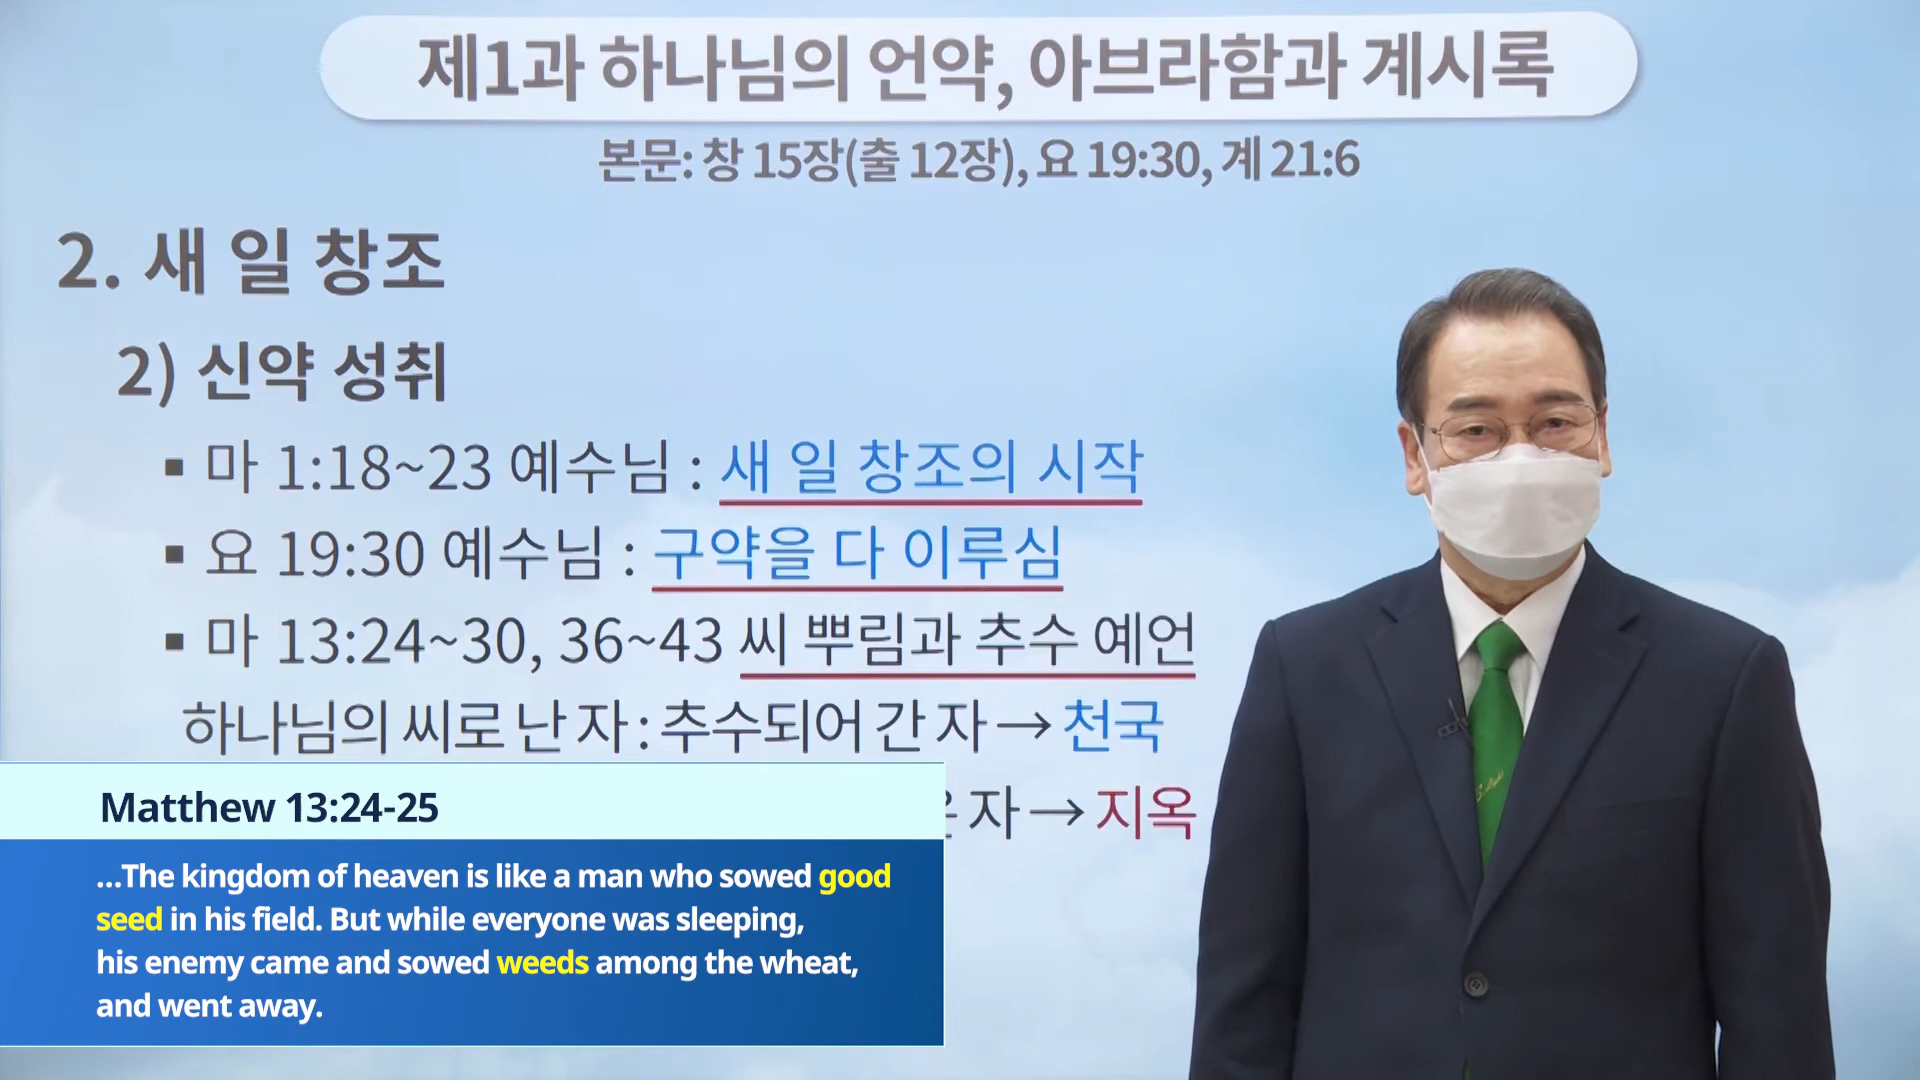 제1과 하나님의 언약, 아브라함과 계시록
본문: 창 15장(출 12장), 요 19:30, 계 21:6
2. 새 일 창조
2) 신약 성취
▪ 마 1:18~23 예수님 : 새 일 창조의 시작
▪ 요 19:30 예수님 : 구약을 다 이루심
▪ 마 13:24~30, 36~43 씨 뿌림과 추수 예언
하나님의 씨로 난 자 : 추수되어 간 자 → 천국
자 → 지옥
Matthew 13:24-25
...The kingdom of heaven is like a man who sowed good
seed in his field. But while everyone was sleeping,
his enemy came and sowed weeds among the wheat,
and went away.